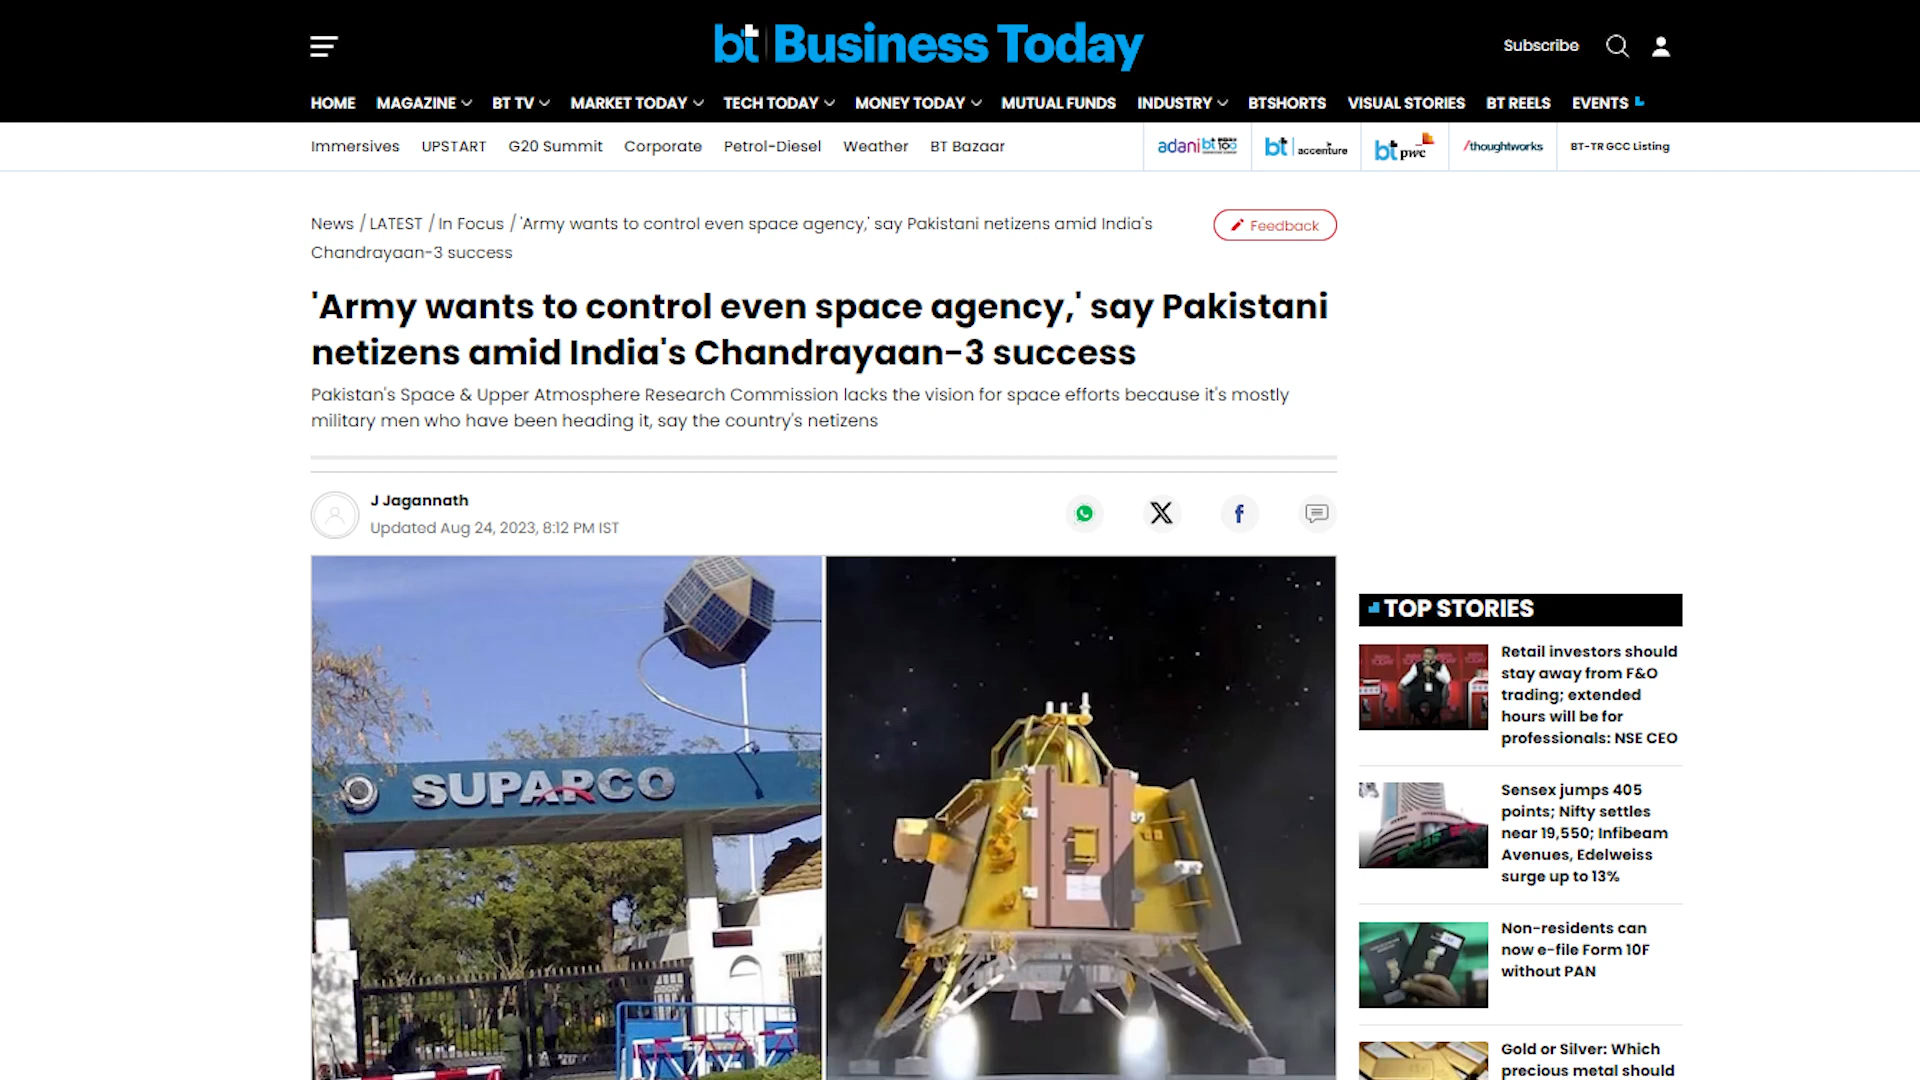 bt Business Today
Subscribe
HOME MAGAZINE BT TV MARKET TODAY TECH TODAY MONEY TODAY MUTUAL FUNDS INDUSTRY BTSHORTS VISUAL STORIES BT REELS EVENTS
Immersives UPSTART G20 Summit Corporate Petrol-Diesel Weather BT Bazaar
adani bt bt accenture bt pwc /thoughtworks BT-TR GCC Listing
News / LATEST / In Focus / 'Army wants to control even space agency,' say Pakistani netizens amid India's
Chandrayaan-3 success
Feedback
'Army wants to control even space agency,' say Pakistani
netizens amid India's Chandrayaan-3 success
Pakistan's Space & Upper Atmosphere Research Commission lacks the vision for space efforts because it's mostly
military men who have been heading it, say the country's netizens
J Jagannath
Updated Aug 24, 2023, 8:12 PM IST
SUPARCO
TOP STORIES
Retail investors should
stay away from F&O
trading; extended
hours will be for
professionals: NSE CEO
Sensex jumps 405
points; Nifty settles
near 19,550; Infibeam
Avenues, Edelweiss
surge up to 13%
Non-residents can
now e-file Form 10F
without PAN
Gold or Silver: Which
precious metal should